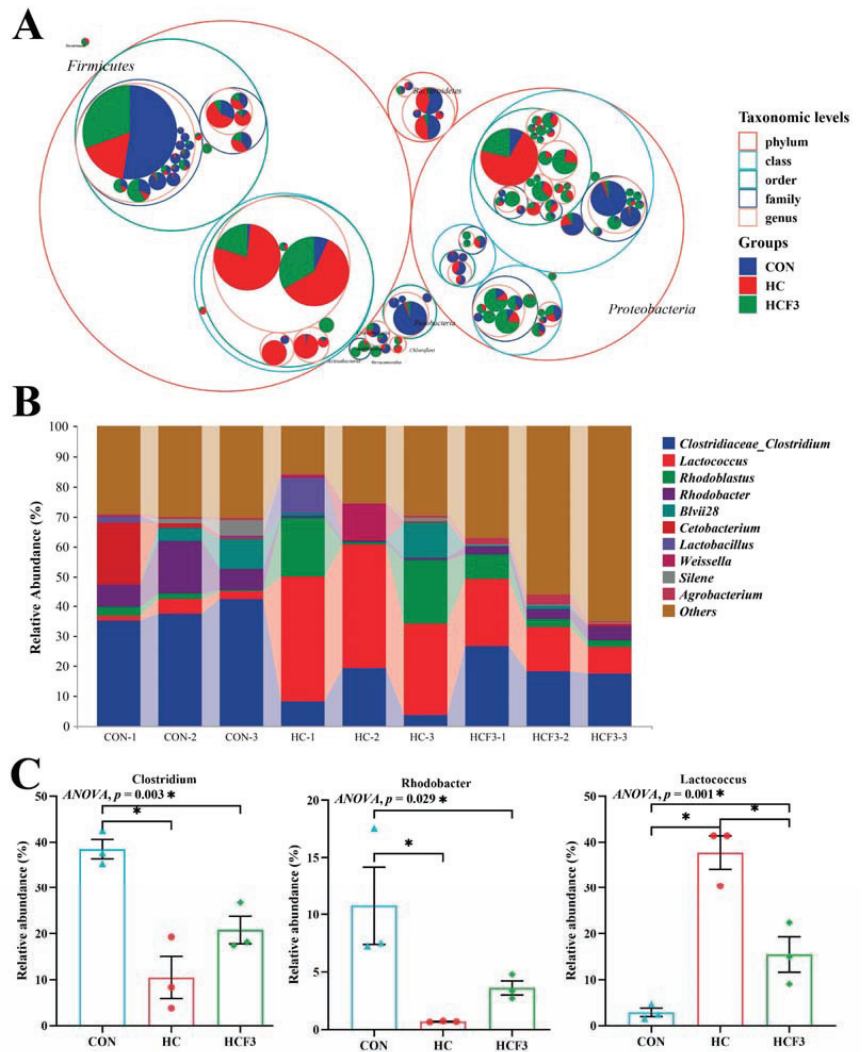 A
Firmicutes
Bacteroidetes
Proteobacteria
Chloroflexi
Taxonomic levels
phylum
class
order
family
genus
Groups
CON
HC
HCF3
B
Relative Abundance (%)
100
90
80
70
60
50
40
30
20
10
0
CON-1 CON-2 CON-3 HC-1 HC-2 HC-3 HCF3-1 HCF3-2 HCF3-3
Clostridiaceae_Clostridium
Lactococcus
Rhodoblastus
Rhodobacter
Blvii28
Cetobacterium
Lactobacillus
Weissella
Silene
Agrobacterium
Others
C
Clostridium
ANOVA, p = 0.003 *
*
Relative abundance (%)
50
40
30
20
10
0
CON HC HCF3
Rhodobacter
ANOVA, p = 0.029 *
*
Relative abundance (%)
20
15
10
5
0
CON HC HCF3
Lactococcus
ANOVA, p = 0.001 *
* *
Relative abundance (%)
50
40
30
20
10
0
CON HC HCF3